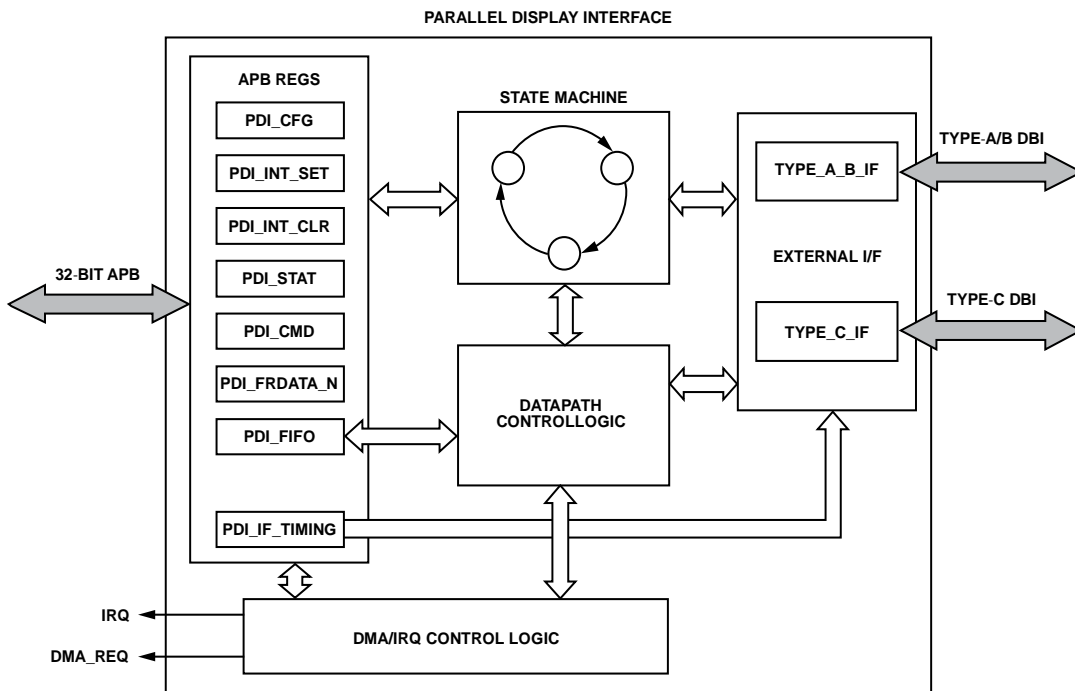 PARALLEL DISPLAY INTERFACE
APB REGS
PDI_CFG
PDI_INT_SET
PDI_INT_CLR
PDI_STAT
PDI_CMD
PDI_FRDATA_N
PDI_FIFO
PDI_IF_TIMING
32-BIT APB
STATE MACHINE
DATAPATH
CONTROLLOGIC
TYPE_A_B_IF
EXTERNAL I/F
TYPE_C_IF
TYPE-A/B DBI
TYPE-C DBI
IRQ
DMA_REQ
DMA/IRQ CONTROL LOGIC